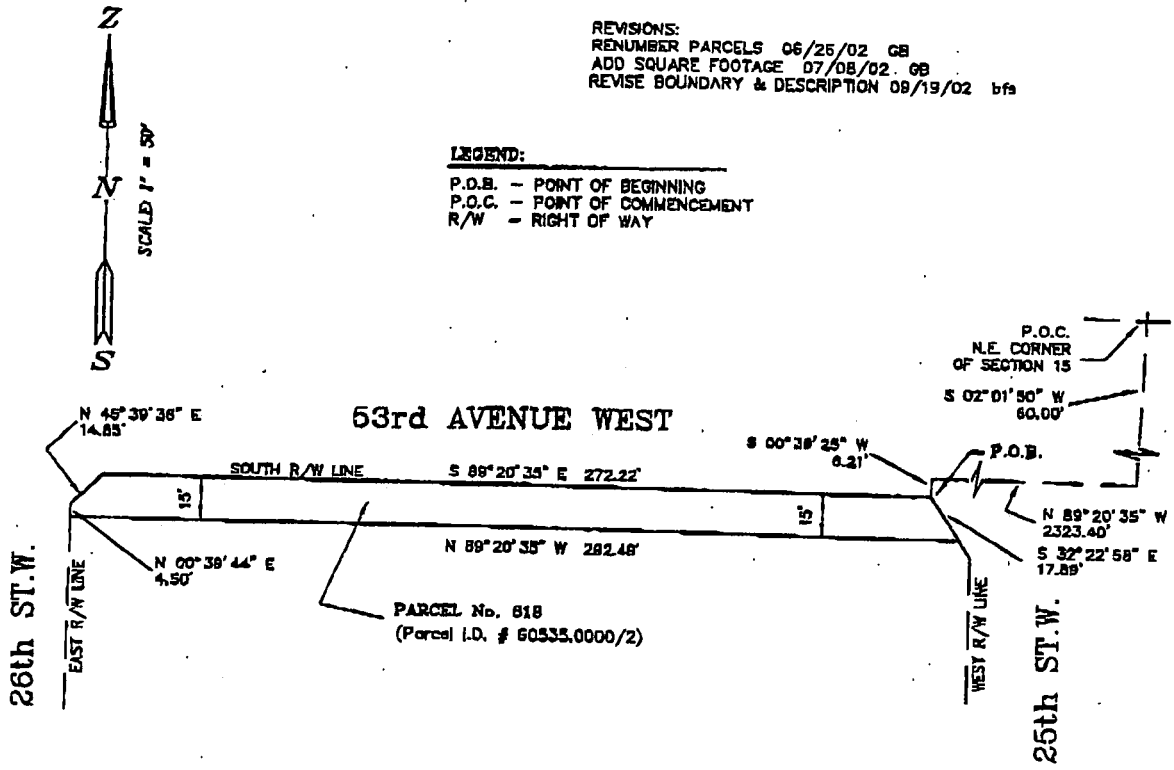 Z
N
S
SCALE) 1" = 50'
REVISIONS:
RENUMBER PARCELS 06/26/02 GB
ADD SQUARE FOOTAGE 07/08/02. GB
REVISE BOUNDARY & DESCRIPTION 09/19/02 bfs
LEGEND:
P.O.B. - POINT OF BEGINNING
P.O.C. - POINT OF COMMENCEMENT
R/W - RIGHT OF WAY
P.O.C.
N.E. CORNER
OF SECTION 15
S 02°01'50" W
60.00'
N 45°39'36" E
14.85'
53rd AVENUE WEST
S 00°39'25" W
6.21'
P.O.B.
SOUTH R/W LINE
S 89°20'35" E 272.22'
15'
15'
N 89°20'35" W
2323.40'
N 89°20'35" W 282.48'
S 32°22'58" E
17.89'
N 00°39'44" E
4.50'
26th ST.W.
EAST R/W LINE
PARCEL No. 618
(Parcel I.D. # 60535.0000/2)
WEST R/W LINE
25th ST.W.